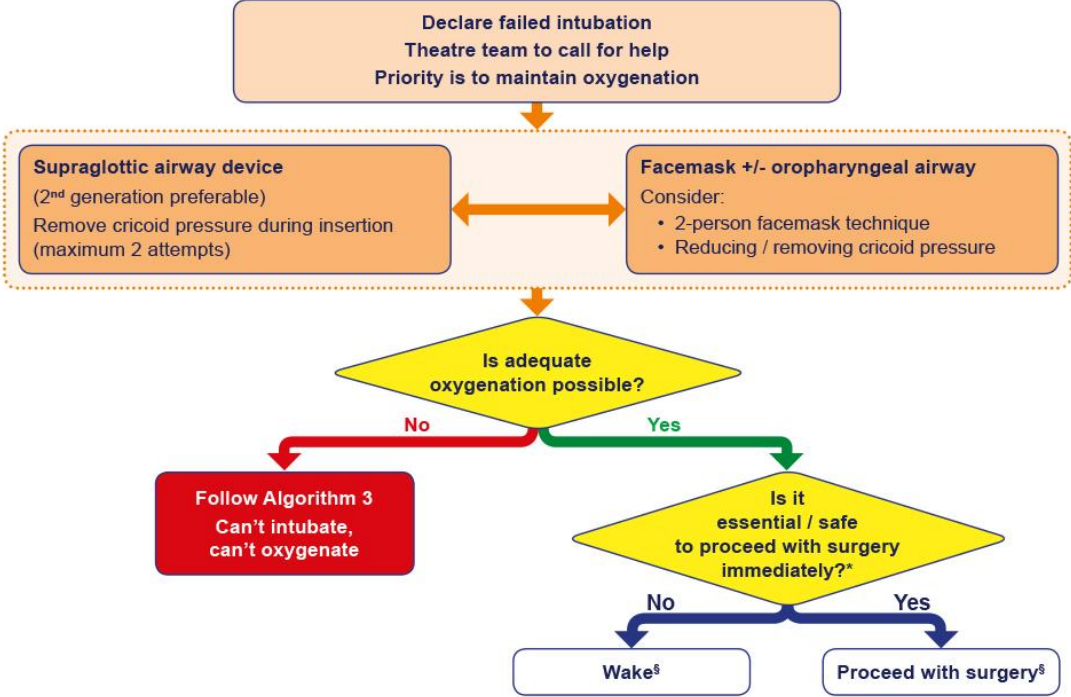 Declare failed intubation
Theatre team to call for help
Priority is to maintain oxygenation
Supraglottic airway device
(2nd generation preferable)
Remove cricoid pressure during insertion
(maximum 2 attempts)
Facemask +/- oropharyngeal airway
Consider:
• 2-person facemask technique
• Reducing / removing cricoid pressure
Is adequate
oxygenation possible?
No
Yes
Follow Algorithm 3
Can’t intubate,
can’t oxygenate
Is it
essential / safe
to proceed with surgery
immediately?*
No
Yes
Wake§
Proceed with surgery§